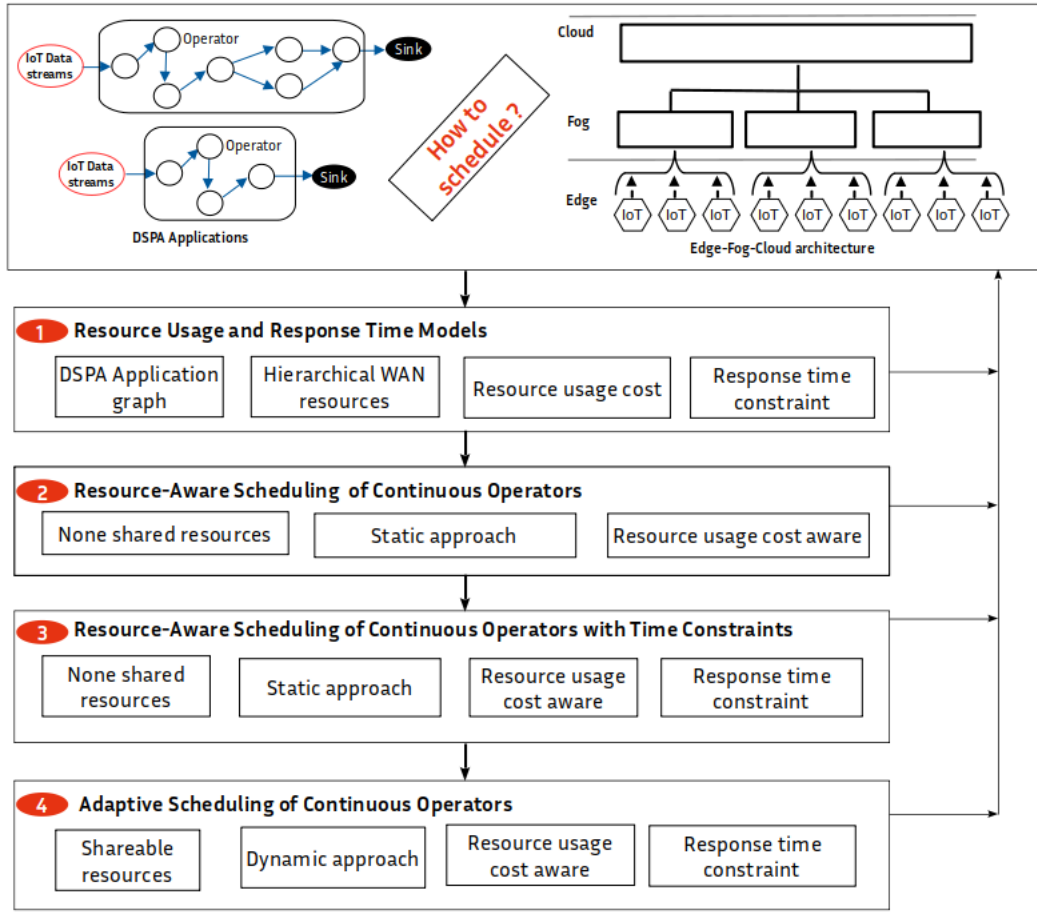 Operator
IoT Data
streams
Sink
Operator
IoT Data
streams
Sink
DSPA Applications
How to
schedule ?
Cloud
Fog
Edge
IoT IoT IoT IoT IoT IoT IoT IoT IoT
Edge-Fog-Cloud architecture
1 Resource Usage and Response Time Models
DSPA Application
graph
Hierarchical WAN
resources
Resource usage cost
Response time
constraint
2 Resource-Aware Scheduling of Continuous Operators
None shared resources
Static approach
Resource usage cost aware
3 Resource-Aware Scheduling of Continuous Operators with Time Constraints
None shared
resources
Static approach
Resource usage
cost aware
Response time
constraint
4 Adaptive Scheduling of Continuous Operators
Shareable
resources
Dynamic approach
Resource usage
cost aware
Response time
constraint